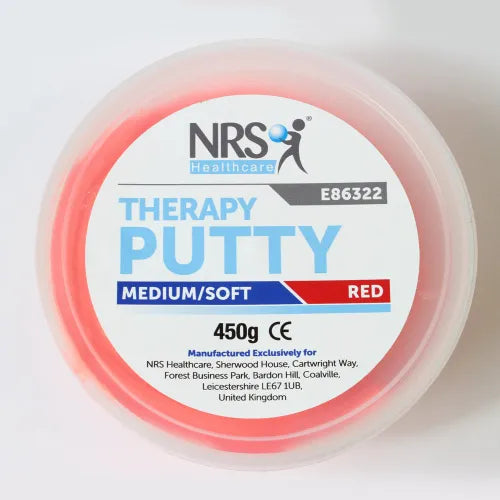 NRS®
Healthcare
E86322
THERAPY
PUTTY
MEDIUM/SOFT RED
450g CE
Manufactured Exclusively for
NRS Healthcare, Sherwood House, Cartwright Way,
Forest Business Park, Bardon Hill, Coalville,
Leicestershire LE67 1UB,
United Kingdom